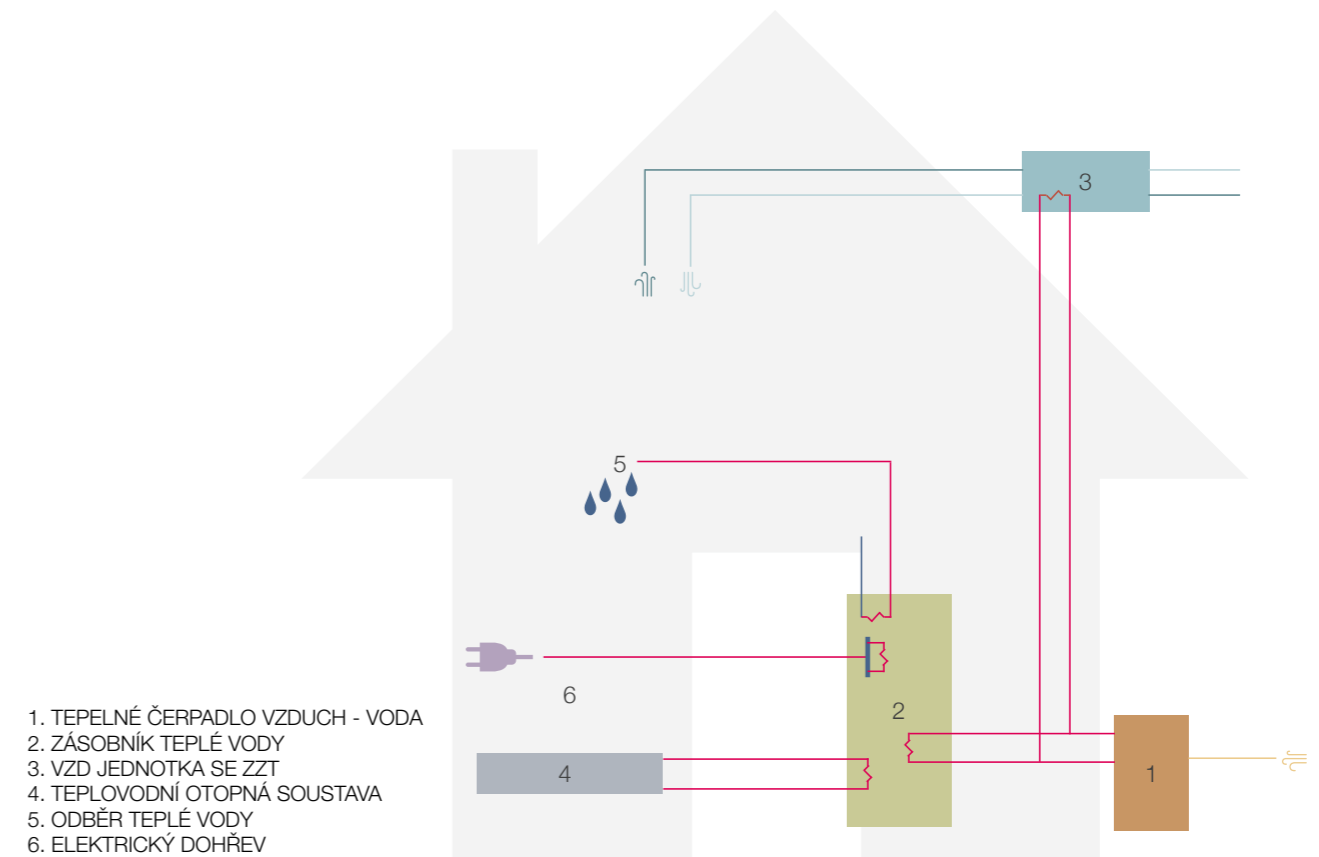 3
5
6
2
4
1
1. TEPELNÉ ČERPADLO VZDUCH - VODA
2. ZÁSOBNÍK TEPLÉ VODY
3. VZD JEDNOTKA SE ZZT
4. TEPLOVODNÍ OTOPNÁ SOUSTAVA
5. ODBĚR TEPLÉ VODY
6. ELEKTRICKÝ DOHŘEV